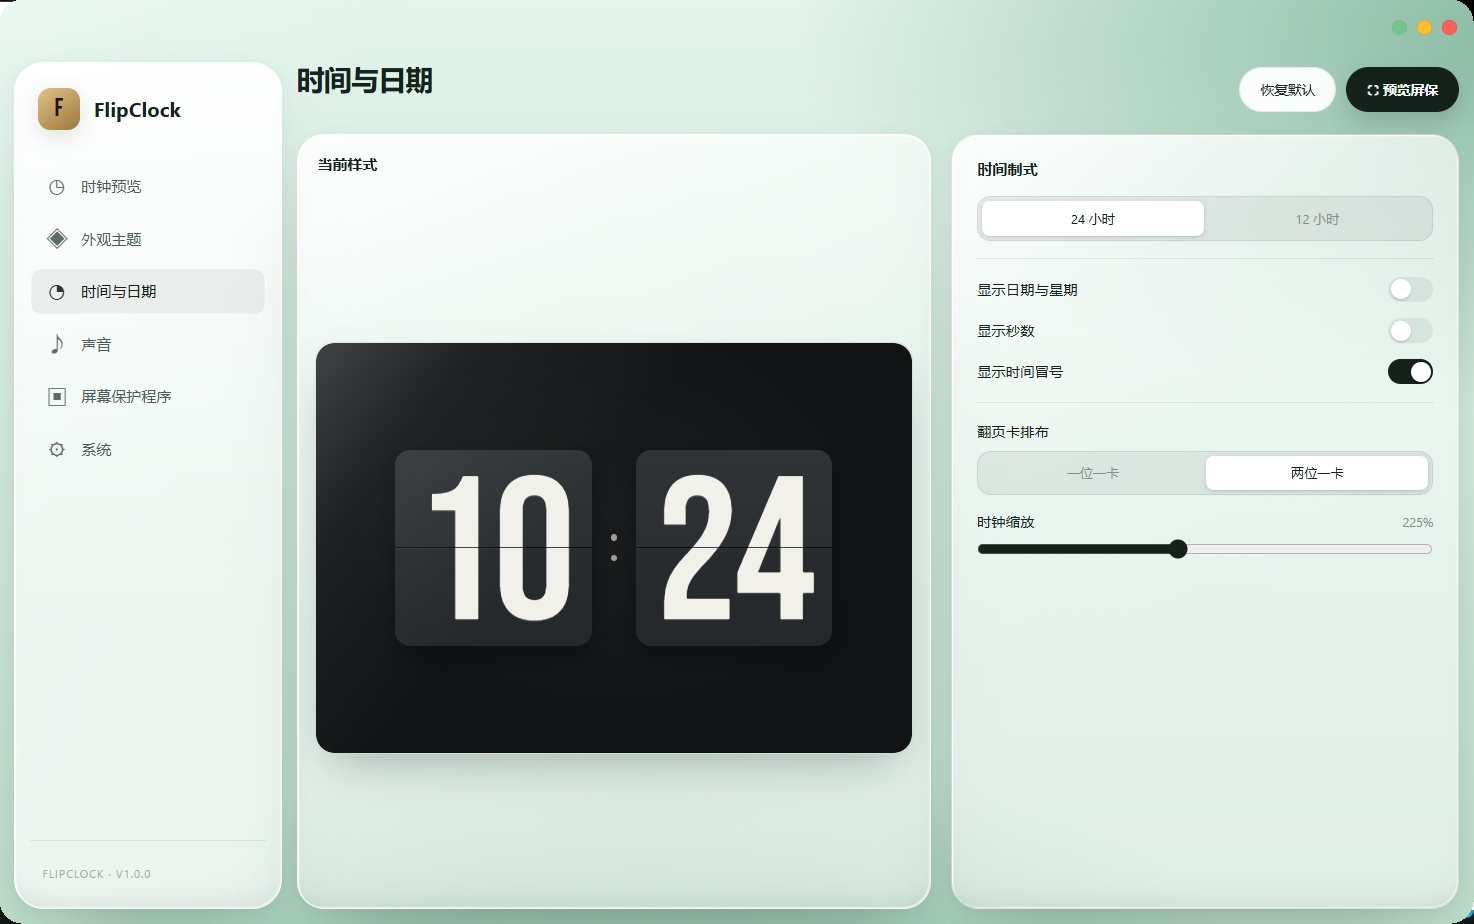 F
FlipClock
时钟预览
外观主题
时间与日期
声音
屏幕保护程序
系统
FLIPCLOCK · V1.0.0
时间与日期
恢复默认
预览屏保
当前样式
10:24
时间制式
24 小时
12 小时
显示日期与星期
显示秒数
显示时间冒号
翻页卡排布
一位一卡
两位一卡
时钟缩放
225%